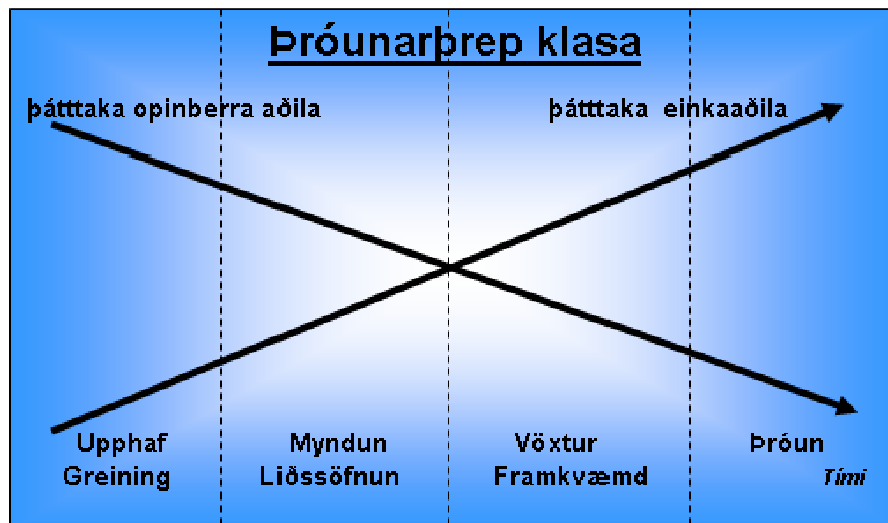 Þróunarþrep klasa
þátttaka opinberra aðila
þátttaka einkaaðila
Upphaf
Greining
Myndun
Liðssöfnun
Vöxtur
Framkvæmd
Þróun
Tími